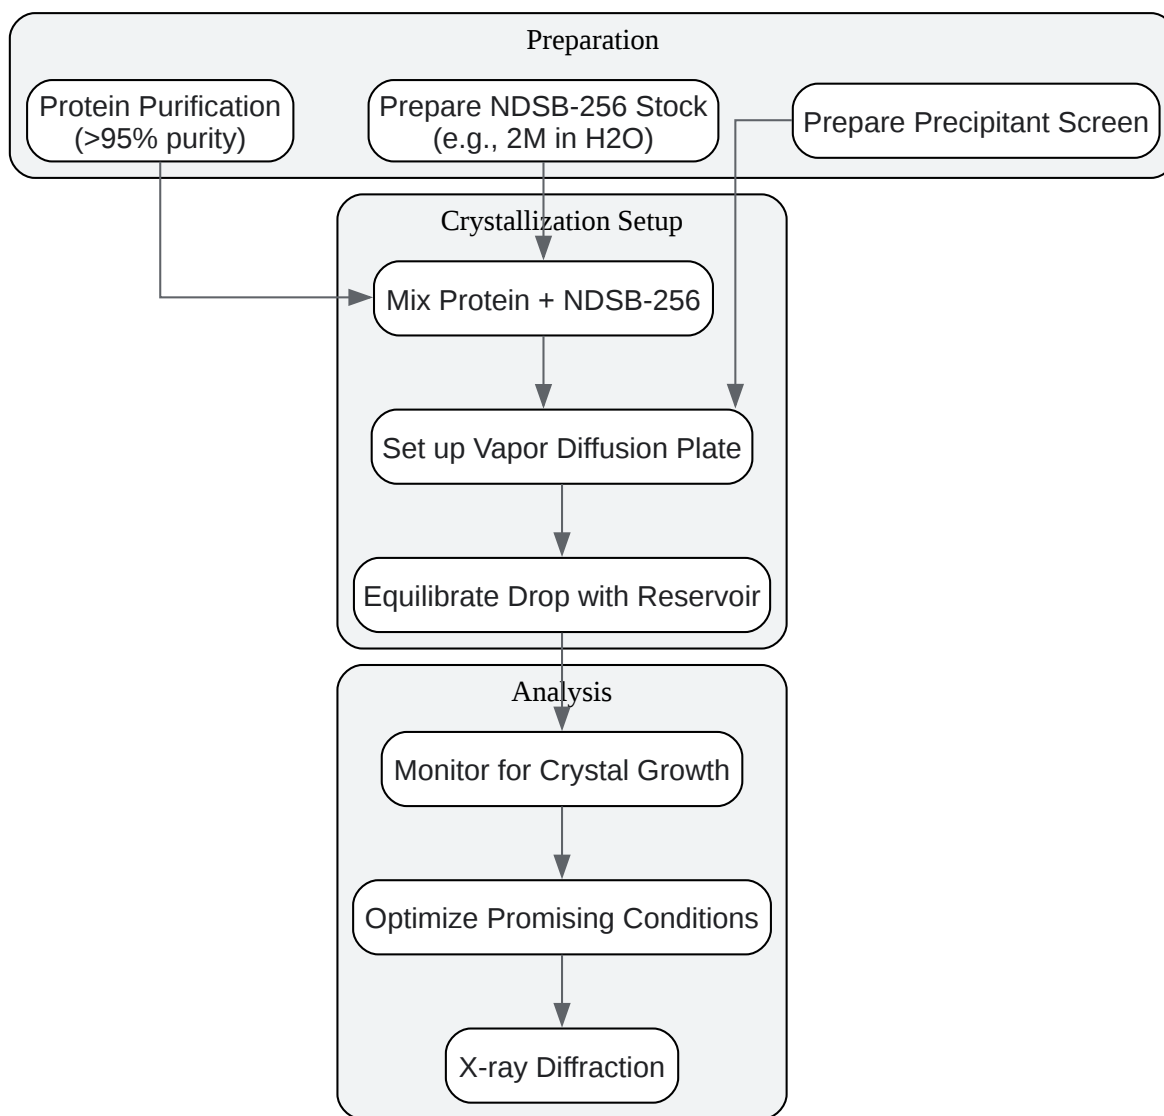 Preparation
Protein Purification
(>95% purity)
Prepare NDSB-256 Stock
(e.g., 2M in H2O)
Prepare Precipitant Screen
Crystallization Setup
Mix Protein + NDSB-256
Set up Vapor Diffusion Plate
Equilibrate Drop with Reservoir
Analysis
Monitor for Crystal Growth
Optimize Promising Conditions
X-ray Diffraction